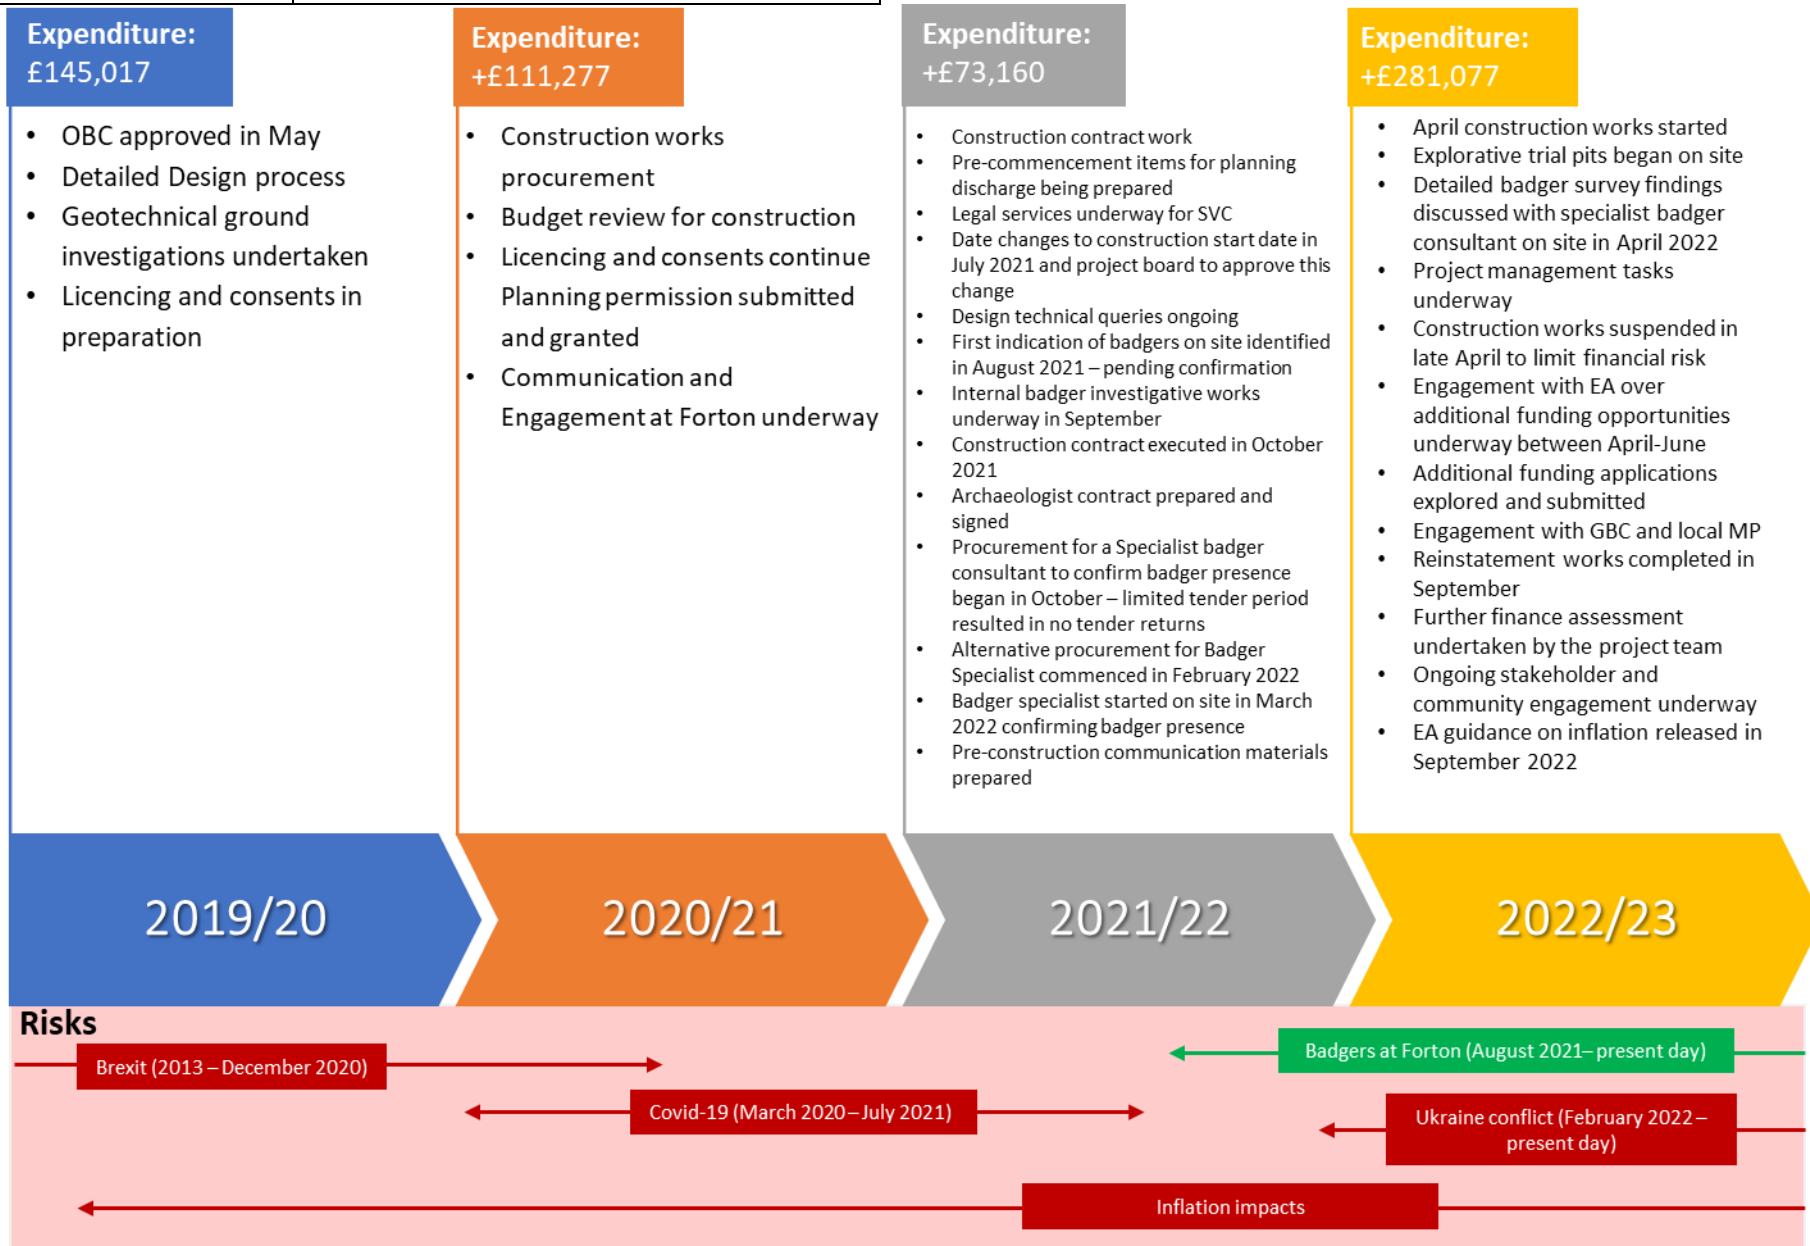 Expenditure:
£145,017
• OBC approved in May
• Detailed Design process
• Geotechnical ground
investigations undertaken
• Licencing and consents in
preparation
Expenditure:
+£111,277
• Construction works
procurement
• Budget review for construction
• Licencing and consents continue
Planning permission submitted
and granted
• Communication and
Engagement at Forton underway
Expenditure:
+£73,160
• Construction contract work
• Pre-commencement items for planning
discharge being prepared
• Legal services underway for SVC
• Date changes to construction start date in
July 2021 and project board to approve this
change
• Design technical queries ongoing
• First indication of badgers on site identified
in August 2021 – pending confirmation
• Internal badger investigative works
underway in September
• Construction contract executed in October
2021
• Archaeologist contract prepared and
signed
• Procurement for a Specialist badger
consultant to confirm badger presence
began in October – limited tender period
resulted in no tender returns
• Alternative procurement for Badger
Specialist commenced in February 2022
• Badger specialist started on site in March
2022 confirming badger presence
• Pre-construction communication materials
prepared
Expenditure:
+£281,077
• April construction works started
• Explorative trial pits began on site
• Detailed badger survey findings
discussed with specialist badger
consultant on site in April 2022
• Project management tasks
underway
• Construction works suspended in
late April to limit financial risk
• Engagement with EA over
additional funding opportunities
underway between April-June
• Additional funding applications
explored and submitted
• Engagement with GBC and local MP
• Reinstatement works completed in
September
• Further finance assessment
undertaken by the project team
• Ongoing stakeholder and
community engagement underway
• EA guidance on inflation released in
September 2022
2019/20
2020/21
2021/22
2022/23
Risks
Brexit (2013 – December 2020)
Badgers at Forton (August 2021– present day)
Covid-19 (March 2020 – July 2021)
Ukraine conflict (February 2022 –
present day)
Inflation impacts